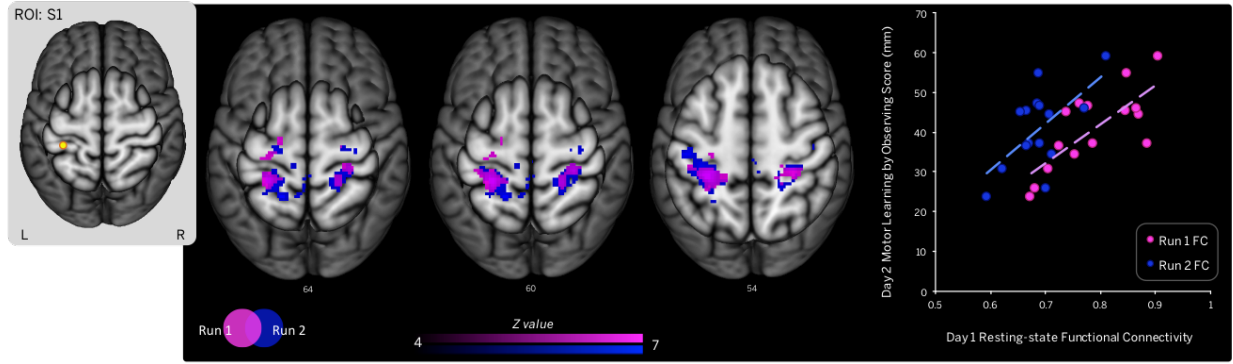 ROI: S1
L R
64 60 54
Run 1 Run 2
Z value
4 7
Day 2 Motor Learning by Observing Score (mm)
70
60
50
40
30
20
10
0
0.5 0.6 0.7 0.8 0.9 1
Run 1 FC
Run 2 FC
Day 1 Resting-state Functional Connectivity